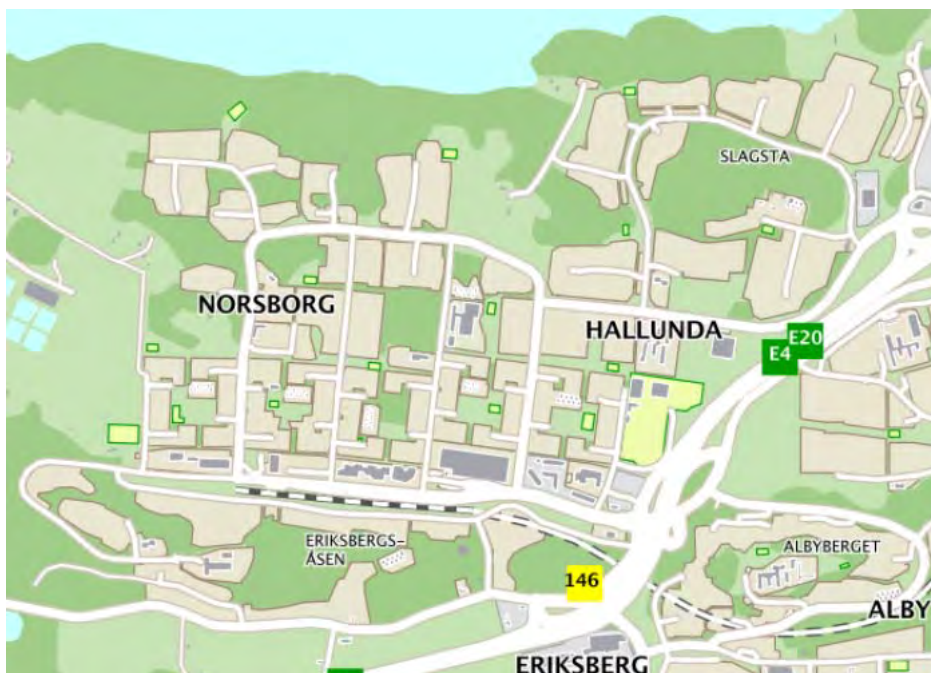 SLAGSTA
NORSBORG
HALLUNDA
E20
E4
ERIKSBERGS-
ÅSEN
ALBYBERGET
146
ALBY
ERIKSBERG